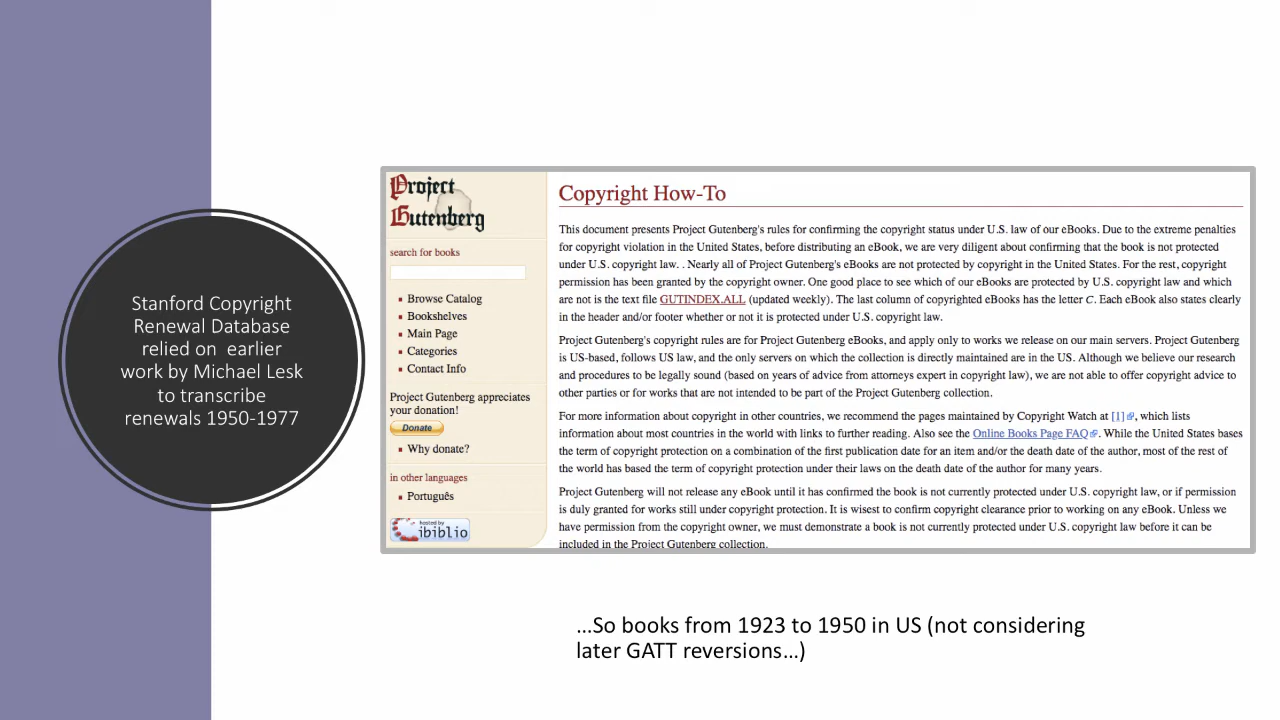 Stanford Copyright
Renewal Database
relied on  earlier
work by Michael Lesk
to transcribe
renewals 1950-1977
Project
Gutenberg
search for books
Browse Catalog
Bookshelves
Main Page
Categories
Contact Info
Project Gutenberg appreciates
your donation!
Donate
Why donate?
in other languages
Português
hosted by
ibiblio
Copyright How-To
This document presents Project Gutenberg's rules for confirming the copyright status under U.S. law of our eBooks. Due to the extreme penalties
for copyright violation in the United States, before distributing an eBook, we are very diligent about confirming that the book is not protected
under U.S. copyright law. . Nearly all of Project Gutenberg's eBooks are not protected by copyright in the United States. For the rest, copyright
permission has been granted by the copyright owner. One good place to see which of our eBooks are protected by U.S. copyright law and which
are not is the text file GUTINDEX.ALL (updated weekly). The last column of copyrighted eBooks has the letter C. Each eBook also states clearly
in the header and/or footer whether or not it is protected under U.S. copyright law.
Project Gutenberg's copyright rules are for Project Gutenberg eBooks, and apply only to works we release on our main servers. Project Gutenberg
is US-based, follows US law, and the only servers on which the collection is directly maintained are in the US. Although we believe our research
and procedures to be legally sound (based on years of advice from attorneys expert in copyright law), we are not able to offer copyright advice to
other parties or for works that are not intended to be part of the Project Gutenberg collection.
For more information about copyright in other countries, we recommend the pages maintained by Copyright Watch at [1], which lists
information about most countries in the world with links to further reading. Also see the Online Books Page FAQ. While the United States bases
the term of copyright protection on a combination of the first publication date for an item and/or the death date of the author, most of the rest of
the world has based the term of copyright protection under their laws on the death date of the author for many years.
Project Gutenberg will not release any eBook until it has confirmed the book is not currently protected under U.S. copyright law, or if permission
is duly granted for works still under copyright protection. It is wisest to confirm copyright clearance prior to working on any eBook. Unless we
have permission from the copyright owner, we must demonstrate a book is not currently protected under U.S. copyright law before it can be
included in the Project Gutenberg collection.
...So books from 1923 to 1950 in US (not considering
later GATT reversions...)